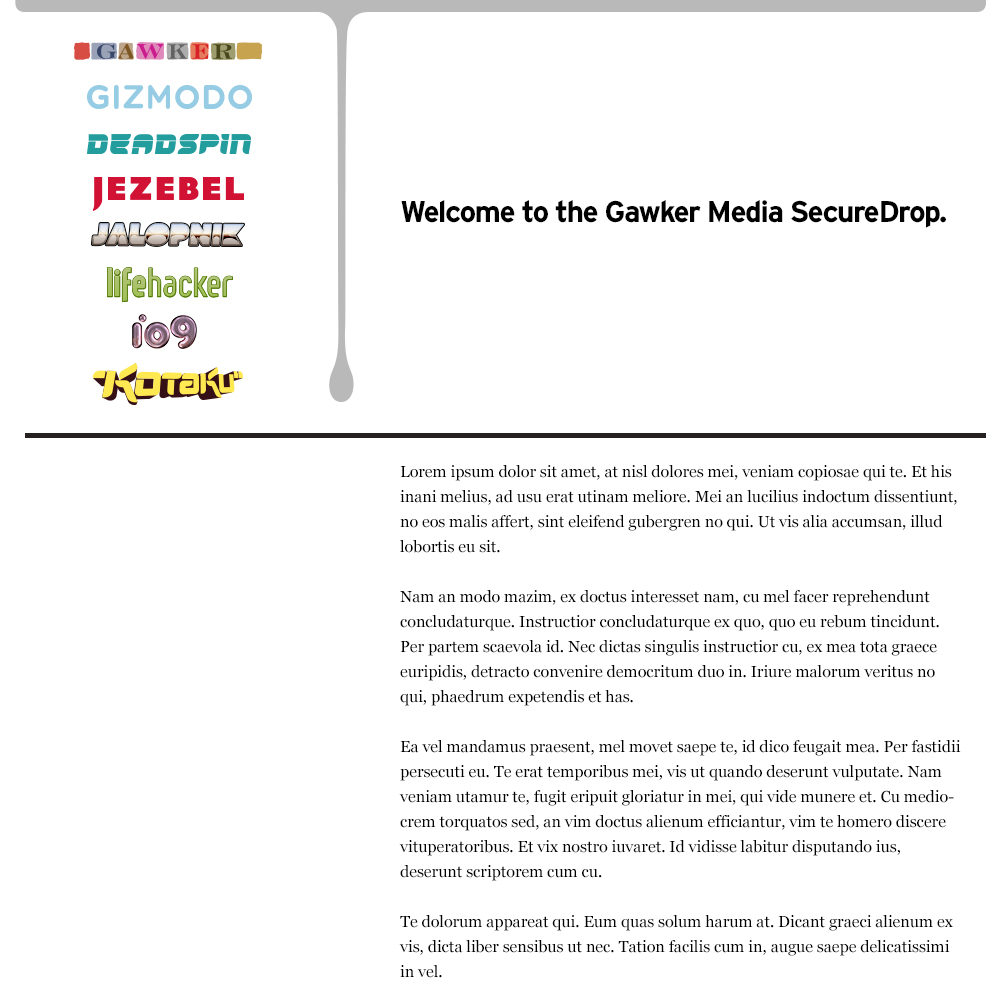 GAWKER
GIZMODO
DEADSPIN
JEZEBEL
JALOPNIK
lifehacker
io9
KOTAKU
Welcome to the Gawker Media SecureDrop.
Lorem ipsum dolor sit amet, at nisl dolores mei, veniam copiosae qui te. Et his
inani melius, ad usu erat utinam meliore. Mei an lucilius indoctum dissentiunt,
no eos malis affert, sint eleifend gubergren no qui. Ut vis alia accumsan, illud
lobortis eu sit.
Nam an modo mazim, ex doctus interesset nam, cu mel facer reprehendunt
concludaturque. Instructior concludaturque ex quo, quo eu rebum tincidunt.
Per partem scaevola id. Nec dictas singulis instructior cu, ex mea tota graece
euripidis, detracto convenire democritum duo in. Iriure malorum veritus no
qui, phaedrum expetendis et has.
Ea vel mandamus praesent, mel movet saepe te, id dico feugait mea. Per fastidii
persecuti eu. Te erat temporibus mei, vis ut quando deserunt vulputate. Nam
veniam utamur te, fugit eripuit gloriatur in mei, qui vide munere et. Cu medio-
crem torquatos sed, an vim doctus alienum efficiantur, vim te homero discere
vituperatoribus. Et vix nostro iuvaret. Id vidisse labitur disputando ius,
deserunt scriptorem cum cu.
Te dolorum appareat qui. Eum quas solum harum at. Dicant graeci alienum ex
vis, dicta liber sensibus ut nec. Tation facilis cum in, augue saepe delicatissimi
in vel.